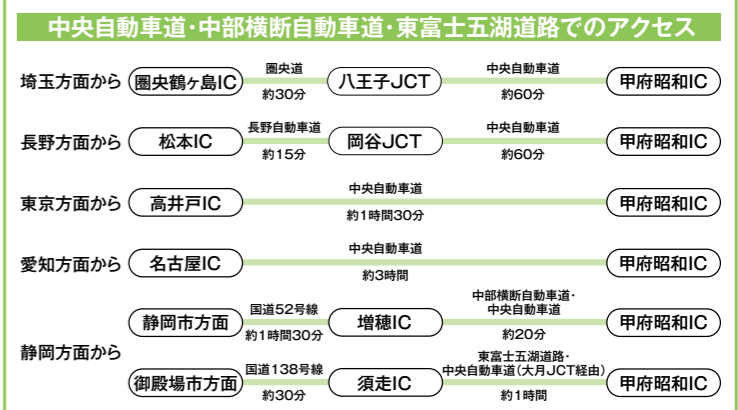 中央自動車道・中部横断自動車道・東富士五湖道路でのアクセス
埼玉方面から 圏央鶴ヶ島IC 圏央道 約30分 八王子JCT 中央自動車道 約60分 甲府昭和IC
長野方面から 松本IC 長野自動車道 約15分 岡谷JCT 中央自動車道 約60分 甲府昭和IC
東京方面から 高井戸IC 中央自動車道 約1時間30分 甲府昭和IC
愛知方面から 名古屋IC 中央自動車道 約3時間 甲府昭和IC
静岡方面から
静岡市方面 国道52号線 約1時間30分 増穂IC 中部横断自動車道・中央自動車道 約20分 甲府昭和IC
御殿場市方面 国道138号線 約30分 須走IC 東富士五湖道路・中央自動車道(大月JCT経由) 約1時間 甲府昭和IC